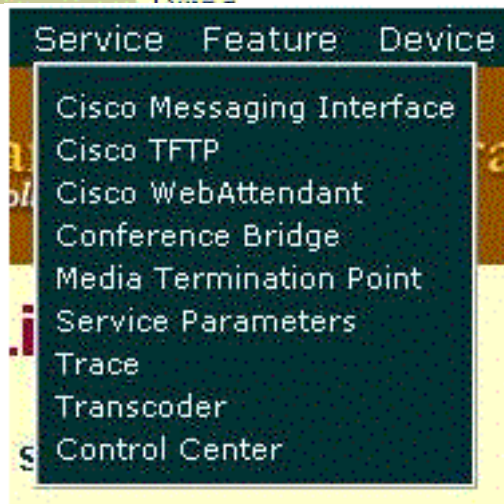 Service Feature Device
Cisco Messaging Interface
Cisco TFTP
Cisco WebAttendant
Conference Bridge
Media Termination Point
Service Parameters
Trace
Transcoder
Control Center